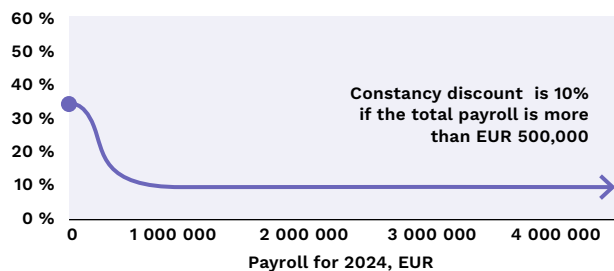 60 %
50 %
40 %
30 %
20 %
10 %
0 %
Constancy discount is 10%
if the total payroll is more
than EUR 500,000
0 1 000 000 2 000 000 3 000 000 4 000 000
Payroll for 2024, EUR